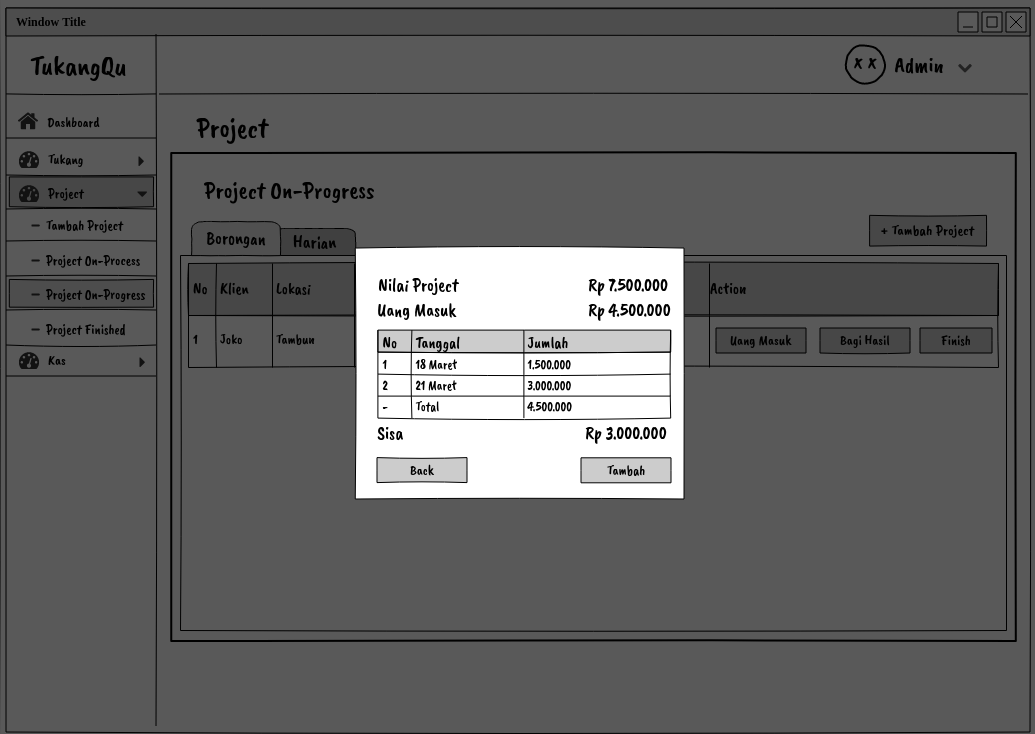 Window Title
TukangQu
Admin
Dashboard
Tukang
Project
– Tambah Project
– Project On-Process
– Project On-Progress
– Project Finished
Kas
Project
Project On-Progress
Borongan Harian
+ Tambah Project
No Klien Lokasi Action
1 Joko Tambun Uang Masuk Bagi Hasil Finish
Nilai Project Rp 7.500.000
Uang Masuk Rp 4.500.000
No Tanggal Jumlah
1 18 Maret 1.500.000
2 21 Maret 3.000.000
- Total 4.500.000
Sisa Rp 3.000.000
Back Tambah